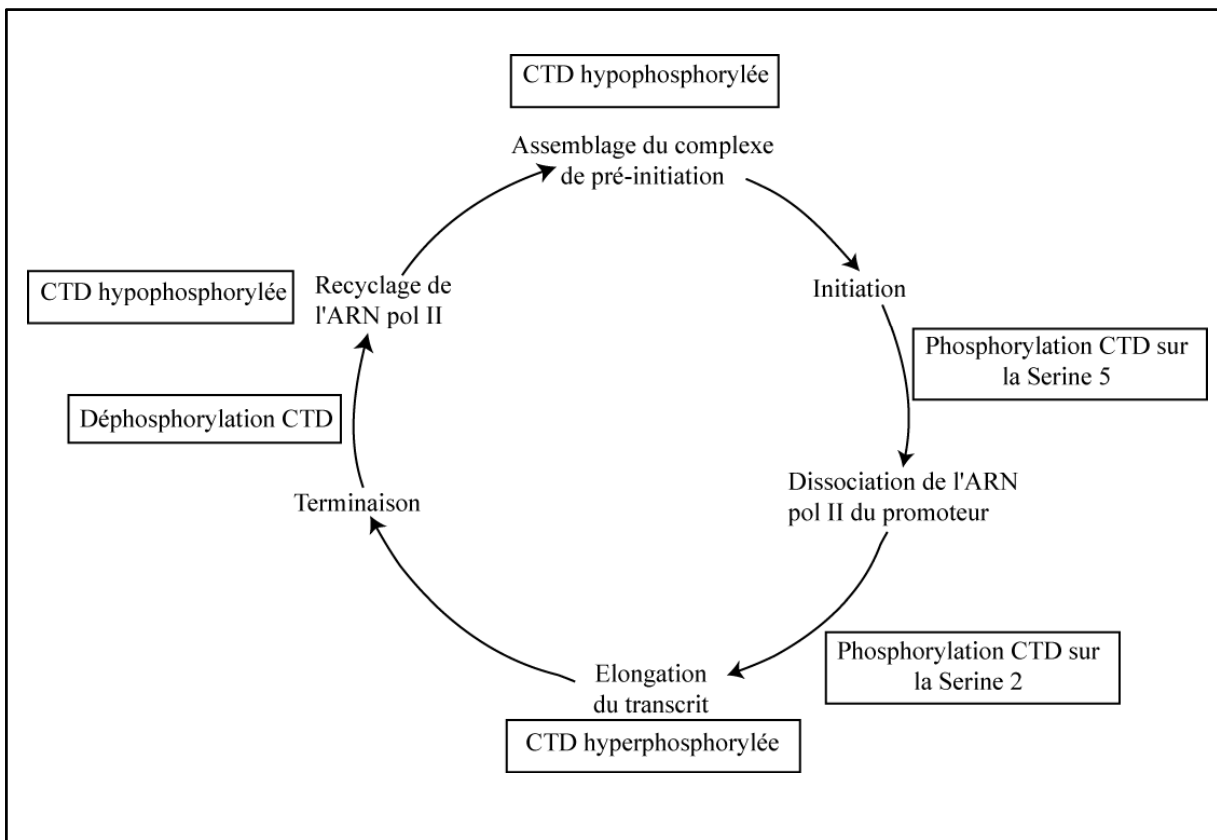 CTD hypophosphorylée
Assemblage du complexe
de pré-initiation
Initiation
Phosphorylation CTD sur
la Serine 5
Dissociation de l'ARN
pol II du promoteur
Phosphorylation CTD sur
la Serine 2
Elongation
du transcrit
CTD hyperphosphorylée
Terminaison
Déphosphorylation CTD
Recyclage de
l'ARN pol II
CTD hypophosphorylée